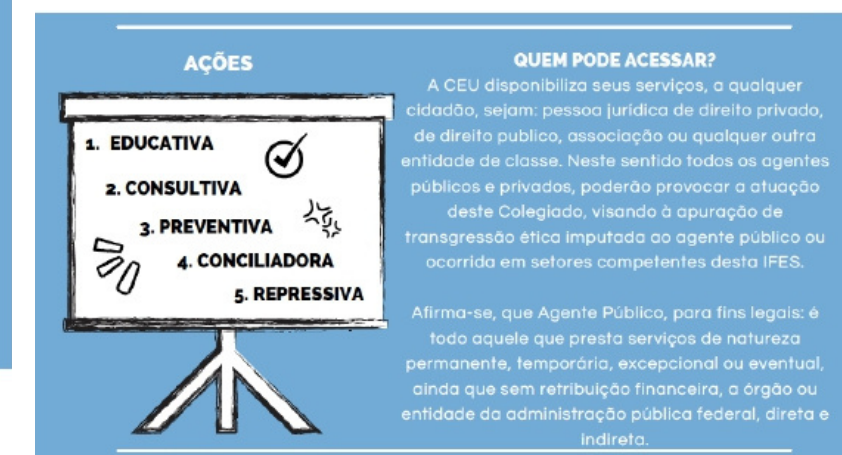 AÇÕES
1. EDUCATIVA
2. CONSULTIVA
3. PREVENTIVA
4. CONCILIADORA
5. REPRESSIVA
QUEM PODE ACESSAR?
A CEU disponibiliza seus serviços, a qualquer
cidadão, sejam: pessoa jurídica de direito privado,
de direito publico, associação ou qualquer outra
entidade de classe. Neste sentido todos os agentes
públicos e privados, poderão provocar a atuação
deste Colegiado, visando à apuração de
transgressão ética imputada ao agente público ou
ocorrida em setores competentes desta IFES.
Afirma-se, que Agente Público, para fins legais: é
todo aquele que presta serviços de natureza
permanente, temporária, excepcional ou eventual,
ainda que sem retribuição financeira, a órgão ou
entidade da administração pública federal, direta e
indireta.